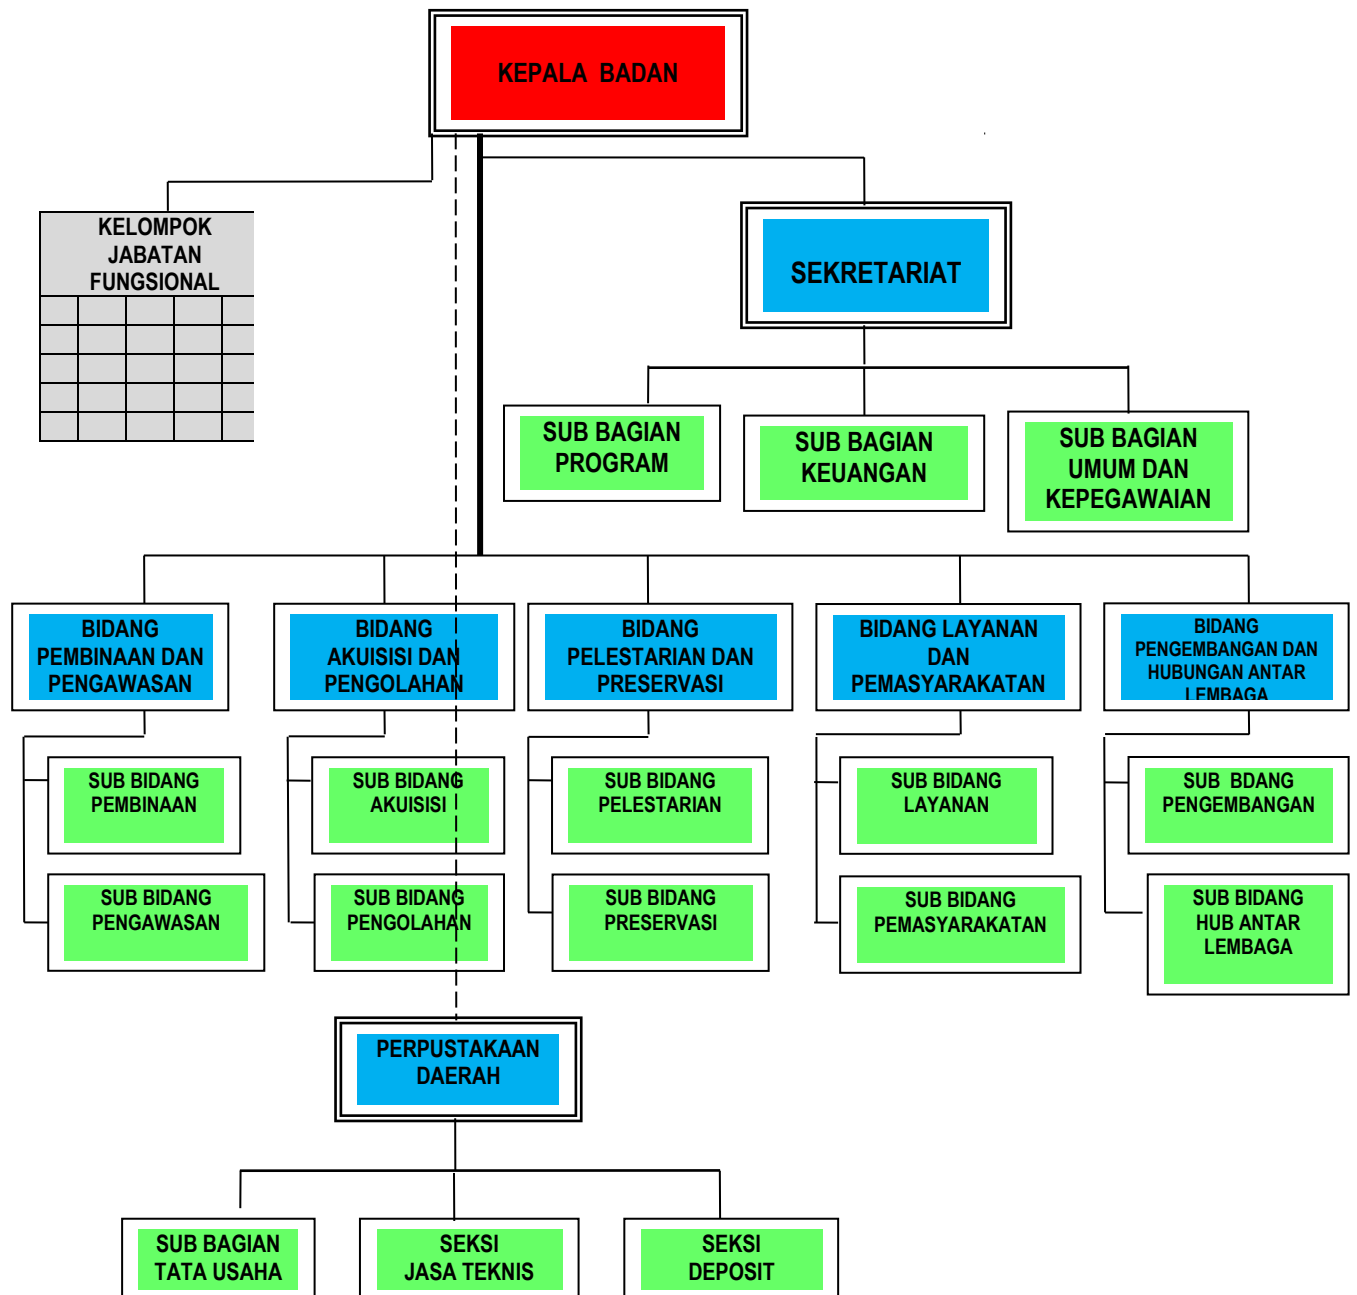 KEPALA BADAN
KELOMPOK
JABATAN
FUNGSIONAL
SEKRETARIAT
SUB BAGIAN
PROGRAM
SUB BAGIAN
KEUANGAN
SUB BAGIAN
UMUM DAN
KEPEGAWAIAN
BIDANG
PEMBINAAN DAN
PENGAWASAN
BIDANG
AKUISISI DAN
PENGOLAHAN
BIDANG
PELESTARIAN DAN
PRESERVASI
BIDANG LAYANAN
DAN
PEMASYARAKATAN
BIDANG
PENGEMBANGAN DAN
HUBUNGAN ANTAR
LEMBAGA
SUB BIDANG
PEMBINAAN
SUB BIDANG
AKUISISI
SUB BIDANG
PELESTARIAN
SUB BIDANG
LAYANAN
SUB BDANG
PENGEMBANGAN
SUB BIDANG
PENGAWASAN
SUB BIDANG
PENGOLAHAN
SUB BIDANG
PRESERVASI
SUB BIDANG
PEMASYARAKATAN
SUB BIDANG
HUB ANTAR
LEMBAGA
PERPUSTAKAAN
DAERAH
SUB BAGIAN
TATA USAHA
SEKSI
JASA TEKNIS
SEKSI
DEPOSIT